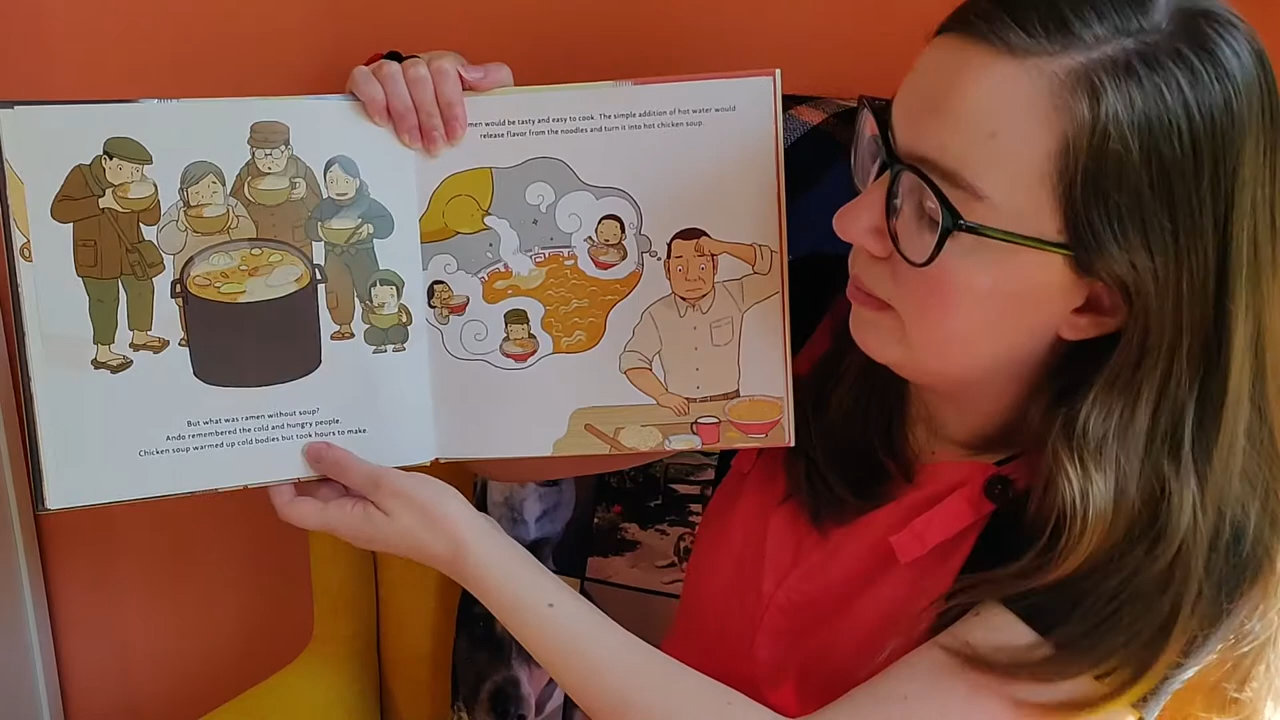 But what was ramen without soup?
Ando remembered the cold and hungry people.
Chicken soup warmed up cold bodies but took hours to make.
men would be tasty and easy to cook. The simple addition of hot water would
release flavor from the noodles and turn it into hot chicken soup.